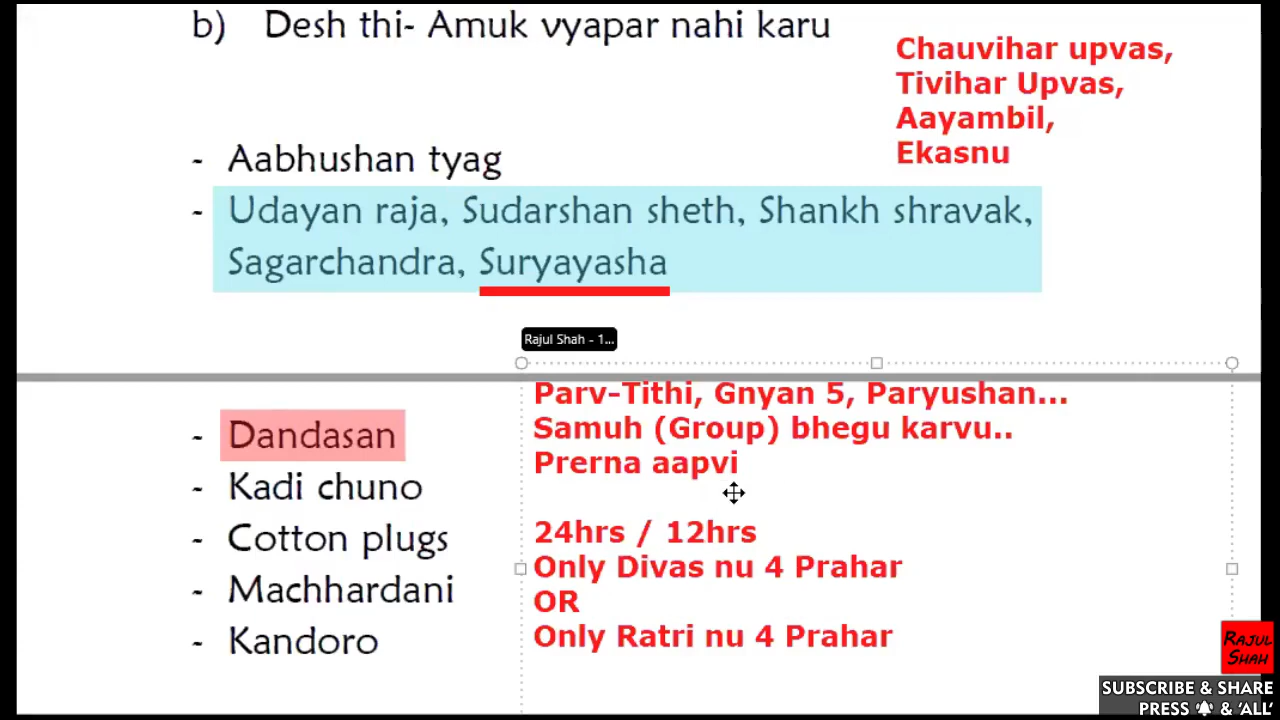 b) Desh thi- Amuk vyapar nahi karu
Chauvihar upvas,
Tivihar Upvas,
Aayambil,
Ekasnu
- Aabhushan tyag
- Udayan raja, Sudarshan sheth, Shankh shravak,
Sagarchandra, Suryayasha
Rajul Shah - 1...
- Dandasan
- Kadi chuno
- Cotton plugs
- Machhardani
- Kandoro
Parv-Tithi, Gnyan 5, Paryushan...
Samuh (Group) bhegu karvu..
Prerna aapvi
24hrs / 12hrs
Only Divas nu 4 Prahar
OR
Only Ratri nu 4 Prahar
RAJUL
SHAH
SUBSCRIBE & SHARE
PRESS 🔔 & 'ALL'